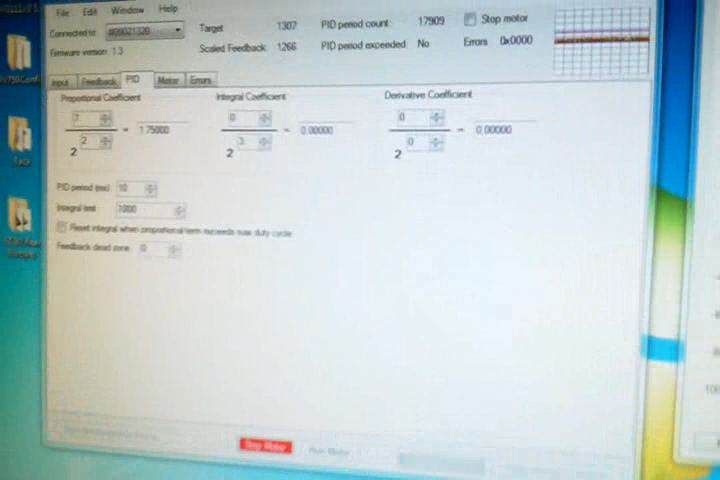 File Edit Window Help
Connected to: #00021320 Target 1307 PID period count 17909 Stop motor
Firmware version 1.3 Scaled Feedback 1266 PID period exceeded No Errors 0x0000
Input Feedback PID Motor Errors
Proportional Coefficient Integral Coefficient Derivative Coefficient
7 0 0
= 1.75000 = 0.00000 = 0.00000
2 2 2 3 2 0
PID period (ms) 10
Integral limit 1000
Reset integral when proportional term exceeds max duty cycle
Feedback dead zone 0
Stop Motor Run Motor